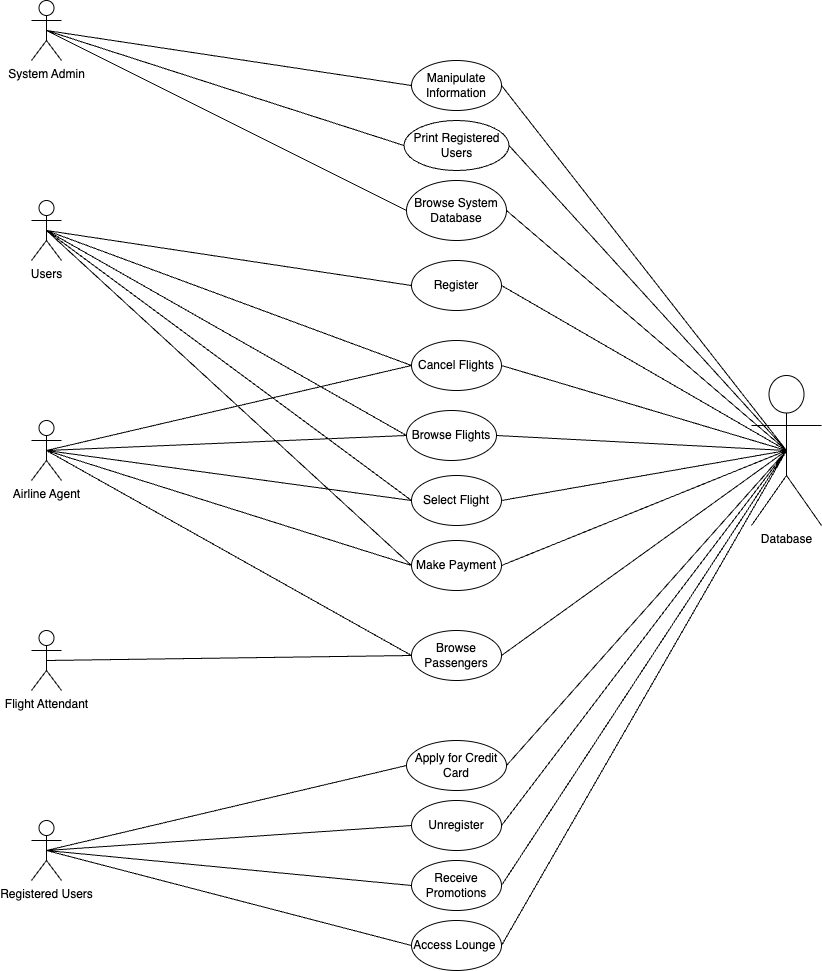 System Admin
Manipulate
Information
Print Registered
Users
Browse System
Database
Users
Register
Cancel Flights
Browse Flights
Airline Agent
Select Flight
Database
Make Payment
Browse
Passengers
Flight Attendant
Apply for Credit
Card
Unregister
Registered Users
Receive
Promotions
Access Lounge